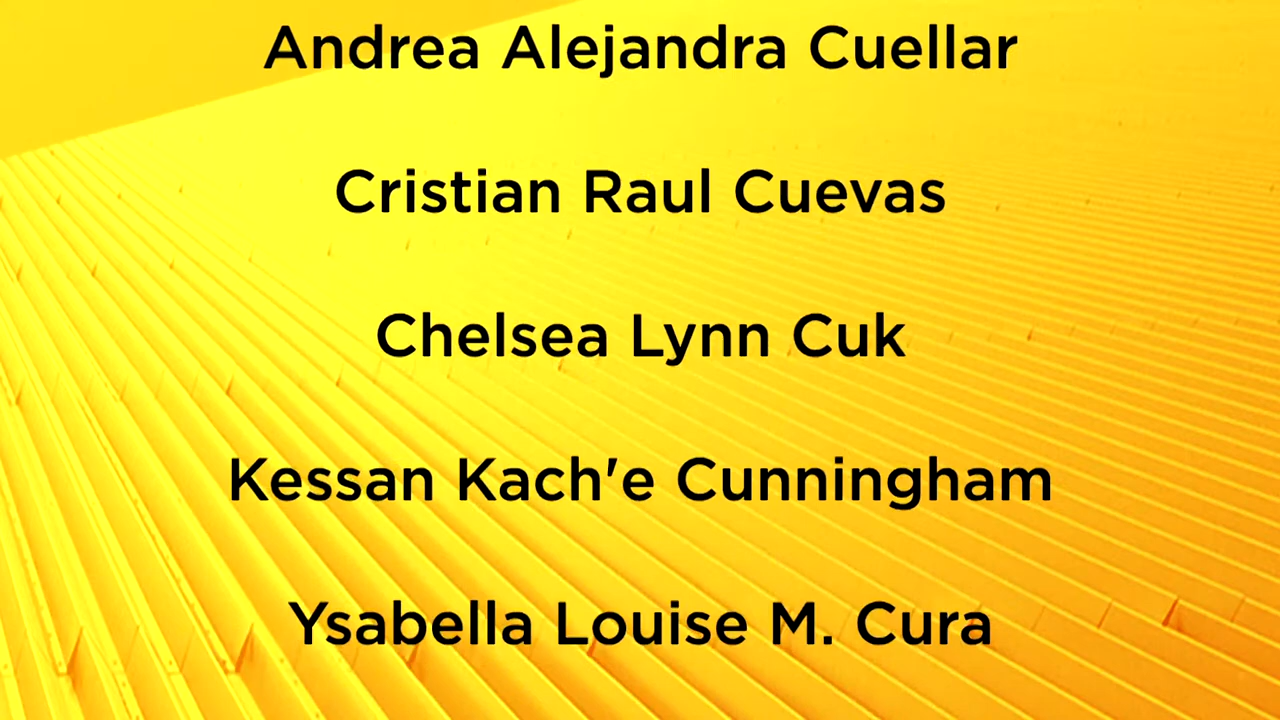 Andrea Alejandra Cuellar
Cristian Raul Cuevas
Chelsea Lynn Cuk
Kessan Kach'e Cunningham
Ysabella Louise M. Cura